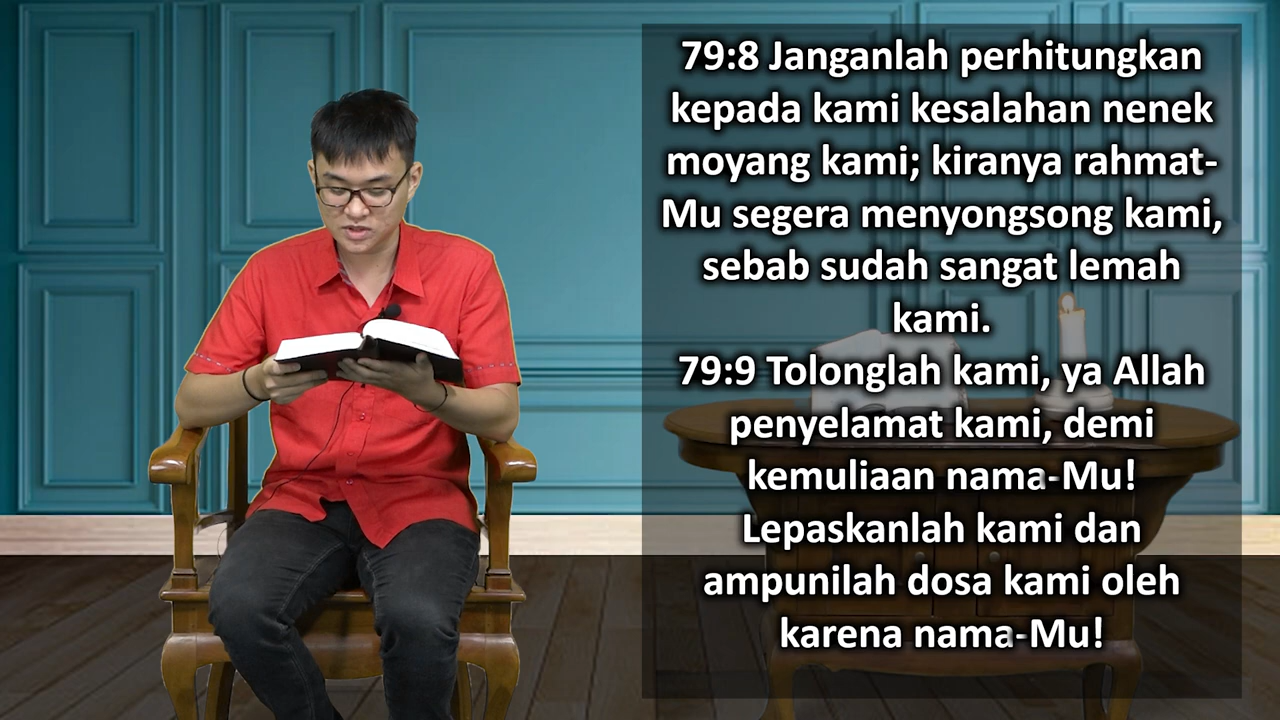 79:8 Janganlah perhitungkan
kepada kami kesalahan nenek
moyang kami; kiranya rahmat-
Mu segera menyongsong kami,
sebab sudah sangat lemah
kami.
79:9 Tolonglah kami, ya Allah
penyelamat kami, demi
kemuliaan nama-Mu!
Lepaskanlah kami dan
ampunilah dosa kami oleh
karena nama-Mu!